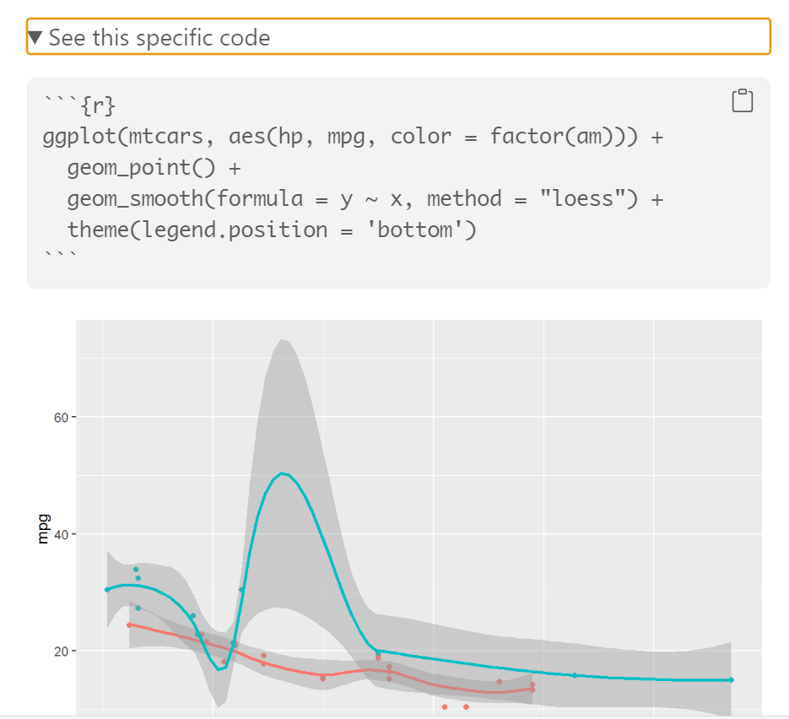 ▼ See this specific code
```{r}
ggplot(mtcars, aes(hp, mpg, color = factor(am))) +
  geom_point() +
  geom_smooth(formula = y ~ x, method = "loess") +
  theme(legend.position = 'bottom')
```
60
mpg
40
20